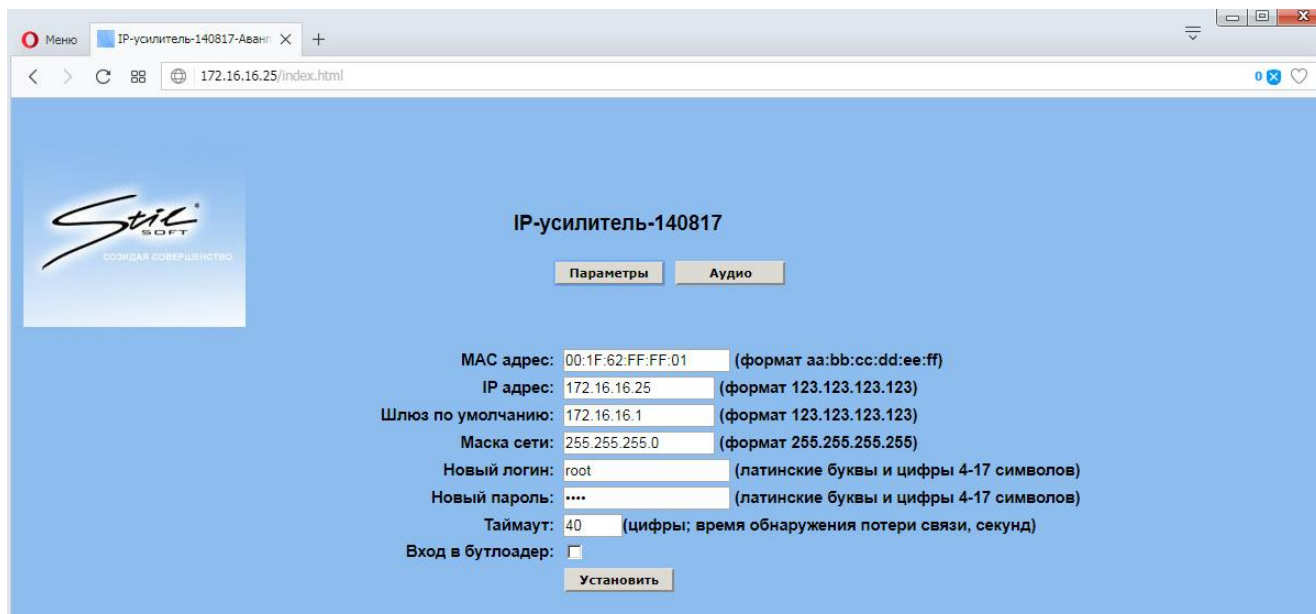 Меню IP-усилитель-140817-Аванг
172.16.16.25/index.html
0
Stil
SOFT
СОЗИДАЯ СОВЕРШЕНСТВО
IP-усилитель-140817
Параметры Аудио
MAC адрес: 00:1F:62:FF:FF:01 (формат aa:bb:cc:dd:ee:ff)
IP адрес: 172.16.16.25 (формат 123.123.123.123)
Шлюз по умолчанию: 172.16.16.1 (формат 123.123.123.123)
Маска сети: 255.255.255.0 (формат 255.255.255.255)
Новый логин: root (латинские буквы и цифры 4-17 символов)
Новый пароль: •••• (латинские буквы и цифры 4-17 символов)
Таймаут: 40 (цифры; время обнаружения потери связи, секунд)
Вход в бутлоадер:
Установить